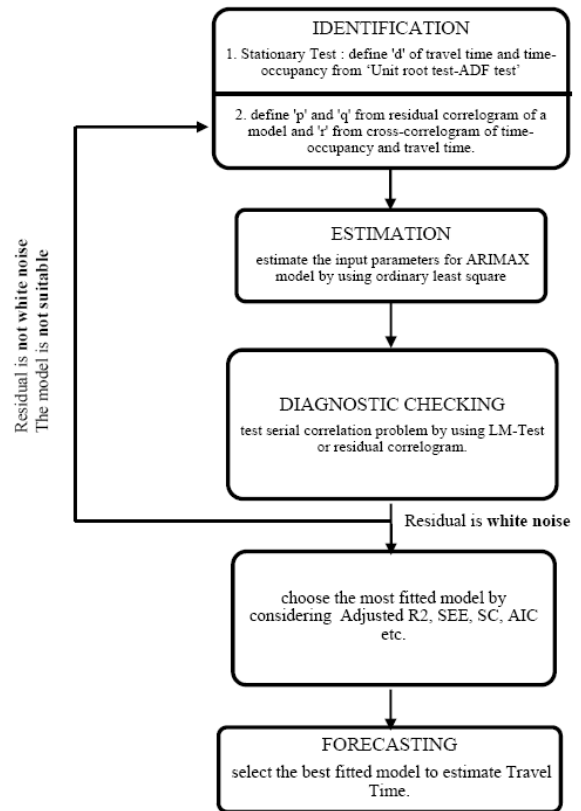 IDENTIFICATION
1. Stationary Test : define 'd' of travel time and time-
occupancy from ‘Unit root test-ADF test’
2. define 'p' and 'q' from residual correlogram of a
model and 'r' from cross-correlogram of time-
occupancy and travel time.
ESTIMATION
estimate the input parameters for ARIMAX
model by using ordinary least square
DIAGNOSTIC CHECKING
test serial correlation problem by using LM-Test
or residual correlogram.
Residual is not white noise
The model is not suitable
Residual is white noise
choose the most fitted model by
considering Adjusted R2, SEE, SC, AIC
etc.
FORECASTING
select the best fitted model to estimate Travel
Time.